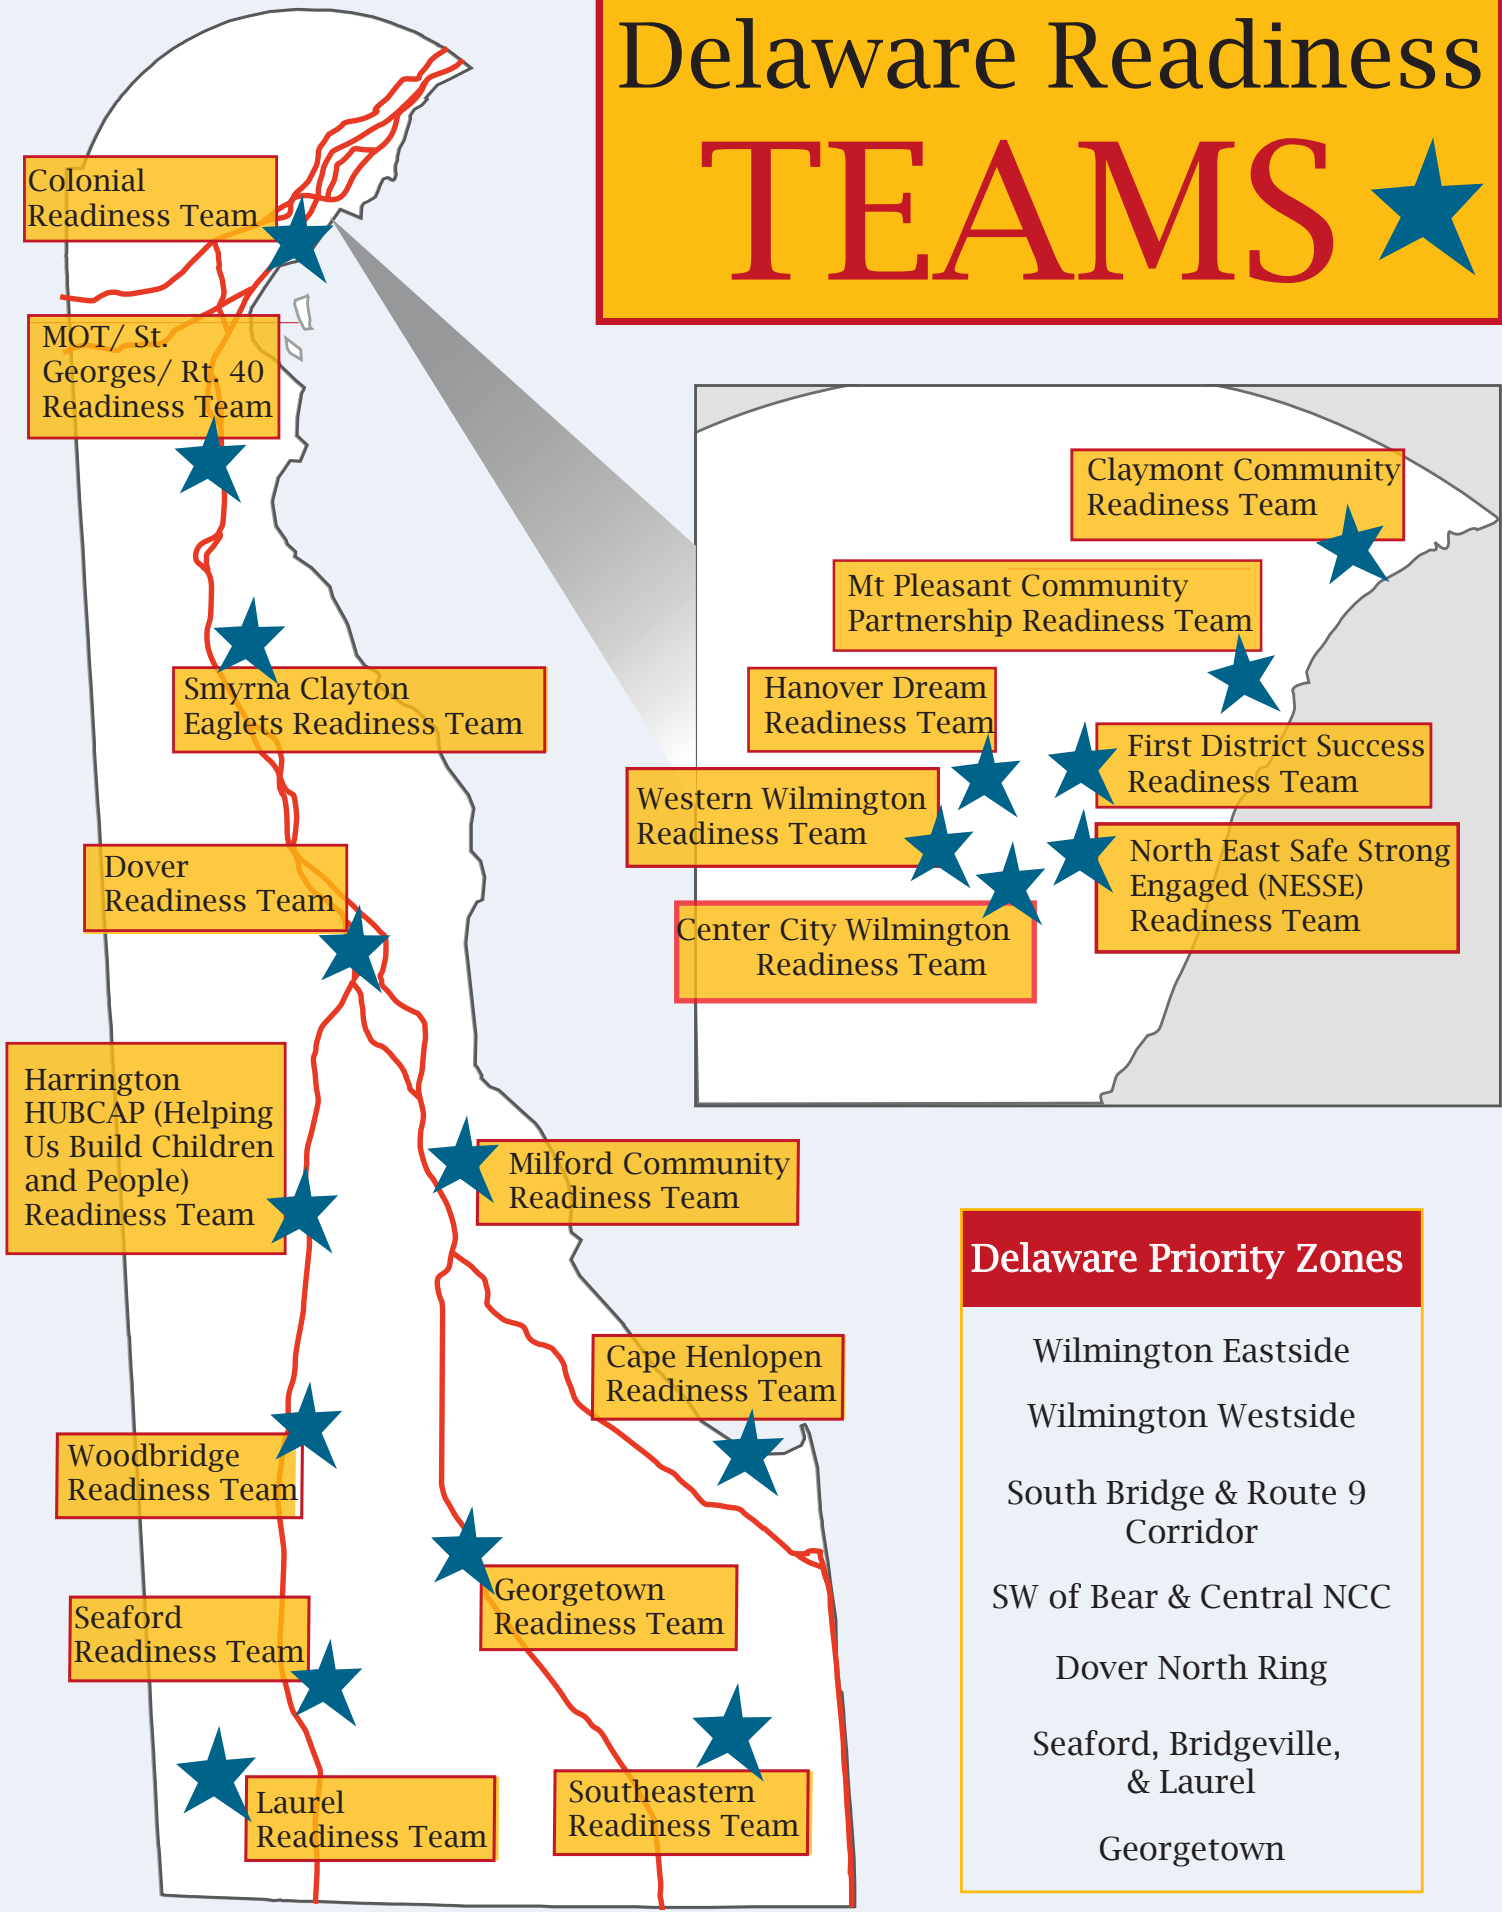 Delaware Readiness
TEAMS
Colonial
Readiness Team
MOT/ St.
Georges/ Rt. 40
Readiness Team
Smyrna Clayton
Eaglets Readiness Team
Dover
Readiness Team
Harrington
HUBCAP (Helping
Us Build Children
and People)
Readiness Team
Milford Community
Readiness Team
Cape Henlopen
Readiness Team
Woodbridge
Readiness Team
Georgetown
Readiness Team
Seaford
Readiness Team
Laurel
Readiness Team
Southeastern
Readiness Team
Claymont Community
Readiness Team
Mt Pleasant Community
Partnership Readiness Team
Hanover Dream
Readiness Team
First District Success
Readiness Team
Western Wilmington
Readiness Team
North East Safe Strong
Engaged (NESSE)
Readiness Team
Center City Wilmington
Readiness Team
Delaware Priority Zones
Wilmington Eastside
Wilmington Westside
South Bridge & Route 9
Corridor
SW of Bear & Central NCC
Dover North Ring
Seaford, Bridgeville,
& Laurel
Georgetown